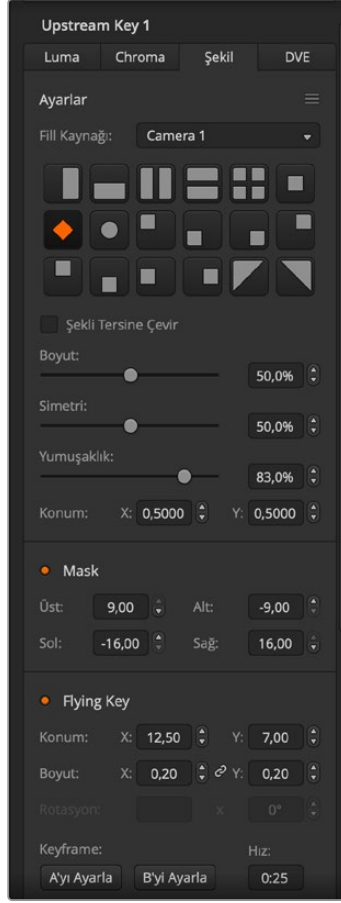 Upstream Key 1
Luma Chroma Şekil DVE
Ayarlar
Fill Kaynağı: Camera 1
Şekli Tersine Çevir
Boyut:
50,0%
Simetri:
50,0%
Yumuşaklık:
83,0%
Konum: X: 0,5000 Y: 0,5000
Mask
Üst: 9,00 Alt: -9,00
Sol: -16,00 Sağ: 16,00
Flying Key
Konum: X: 12,50 Y: 7,00
Boyut: X: 0,20 Y: 0,20
Rotasyon: x 0°
Keyframe: Hız:
A'yı Ayarla B'yi Ayarla 0:25